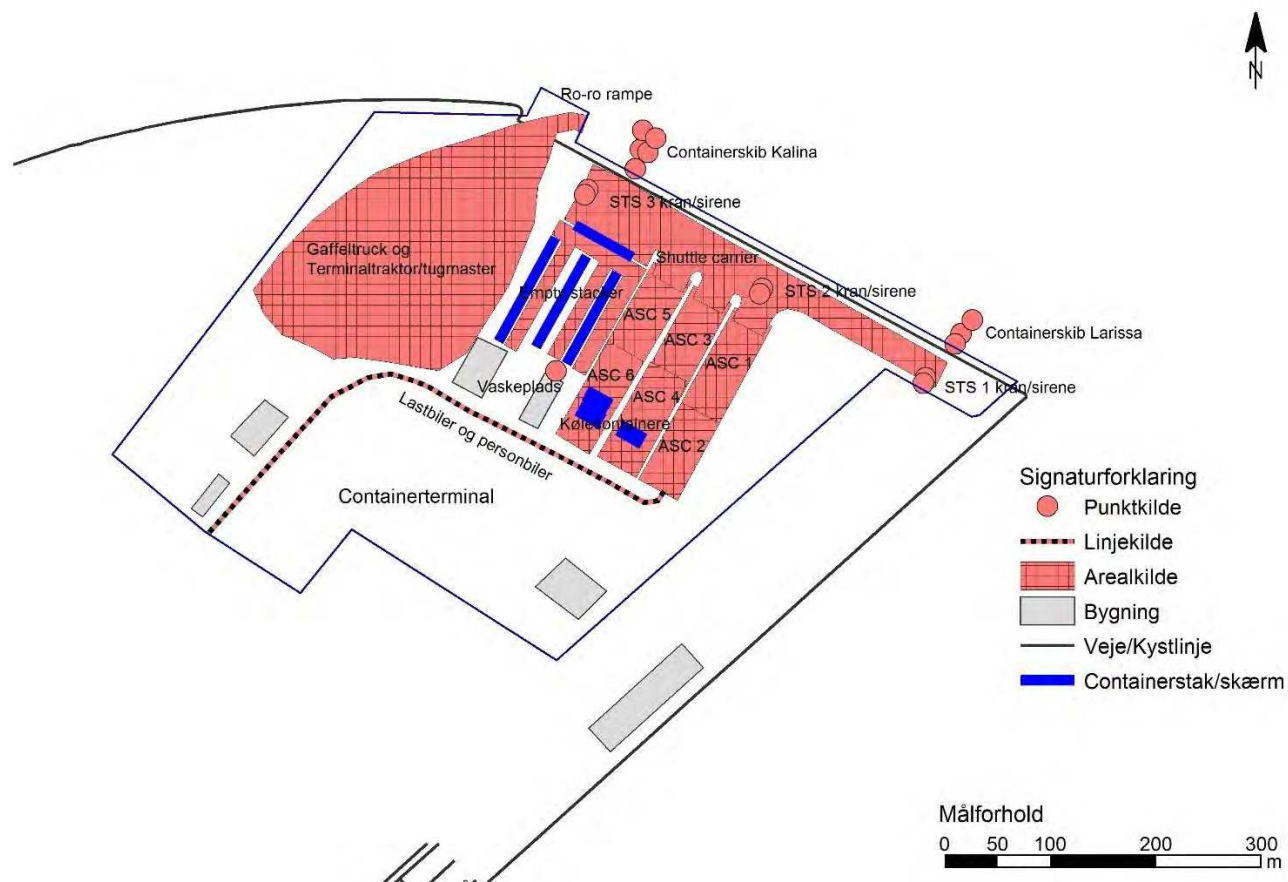 N
Ro-ro rampe
Containerskib Kalina
STS 3 kran/sirene
Gaffeltruck og
Terminaltraktor/tugmaster
Shuttle carrier
Empty stacker
STS 2 kran/sirene
ASC 5
ASC 3
ASC 1
Containerskib Larissa
STS 1 kran/sirene
ASC 6
ASC 4
ASC 2
Vaskeplads
Kølecontainere
Lastbiler og personbiler
Containerterminal
Signaturforklaring
Punktkilde
Linjekilde
Arealkilde
Bygning
Veje/Kystlinje
Containerstak/skærm
Målforhold
0 50 100 200 300
m